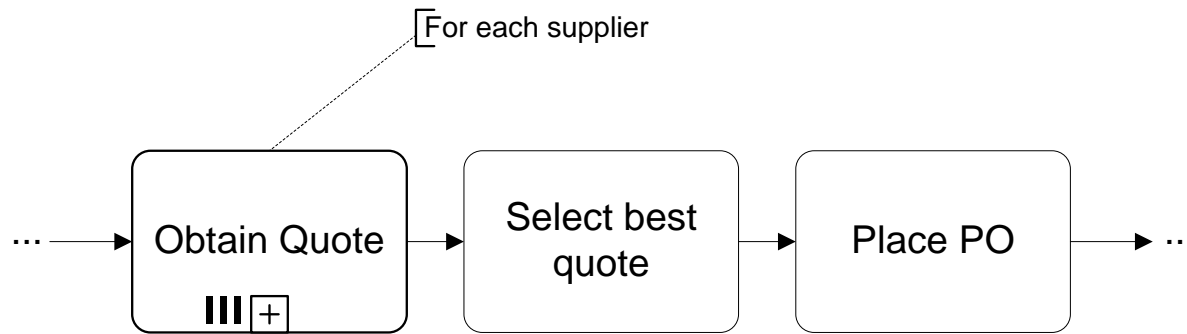 For each supplier
...
Obtain Quote
+
Select best
quote
Place PO
..